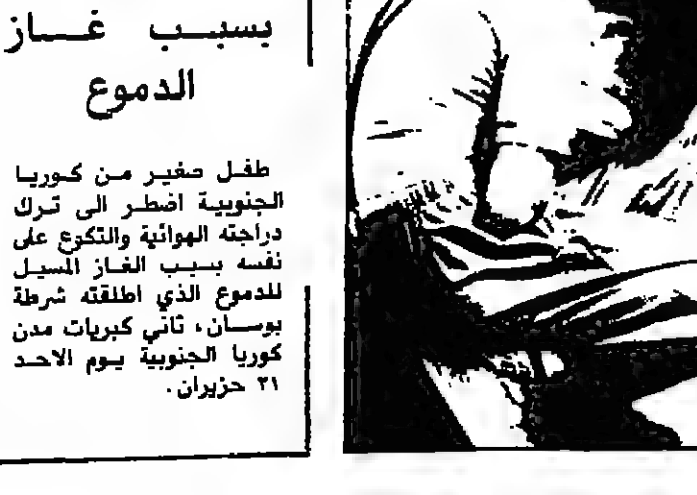 بسبب غاز
الدموع
طفل صغير من كوريا
الجنوبية اضطر الى ترك
دراجته الهوائية والتكوع على
نفسه بسبب الغاز المسيل
للدموع الذي اطلقته شرطة
بوسان، ثاني كبريات مدن
كوريا الجنوبية يوم الاحد
٢١ حزيران.